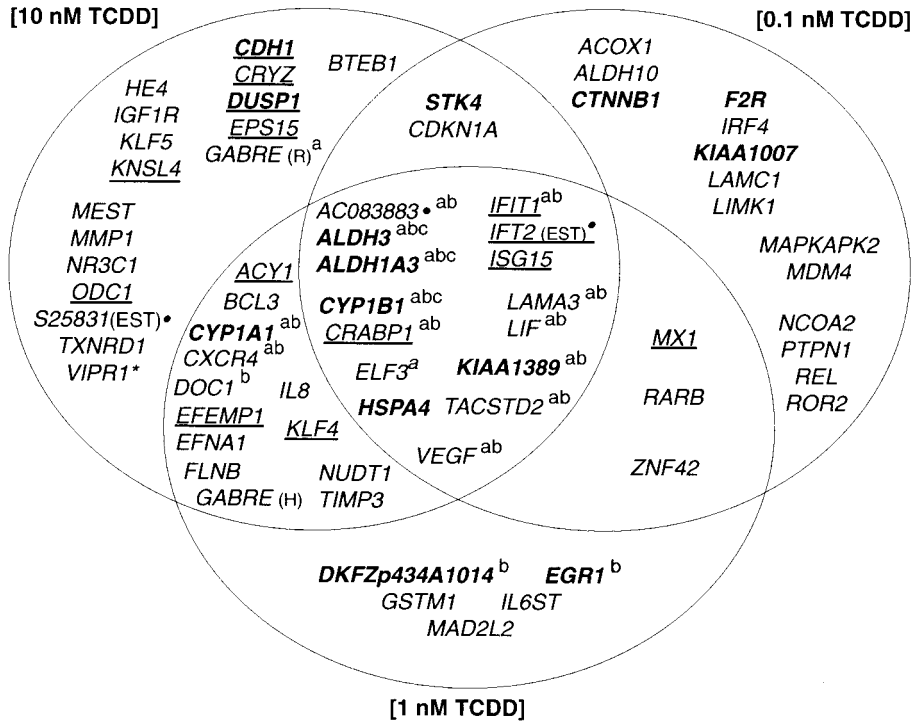 [10 nM TCDD]
[0.1 nM TCDD]
CDH1
CRYZ
DUSP1
EPS15
GABRE (R)a
BTEB1
HE4
IGF1R
KLF5
KNSL4
MEST
MMP1
NR3C1
ODC1
S25831(EST)•
TXNRD1
VIPR1*
STK4
CDKN1A
ACOX1
ALDH10
CTNNB1
F2R
IRF4
KIAA1007
LAMC1
LIMK1
MAPKAPK2
MDM4
NCOA2
PTPN1
REL
ROR2
AC083883• ab
ALDH3 abc
ALDH1A3 abc
CYP1B1 abc
CRABP1 ab
ELF3a
HSPA4
IFIT1ab
IFT2 (EST)•
ISG15
LAMA3 ab
LIF ab
KIAA1389 ab
TACSTD2 ab
VEGF ab
ACY1
BCL3
CYP1A1 ab
CXCR4 ab
DOC1 b
IL8
EFEMP1
KLF4
EFNA1
FLNB
NUDT1
GABRE (H)
TIMP3
MX1
RARB
ZNF42
DKFZp434A1014 b
EGR1 b
GSTM1
IL6ST
MAD2L2
[1 nM TCDD]